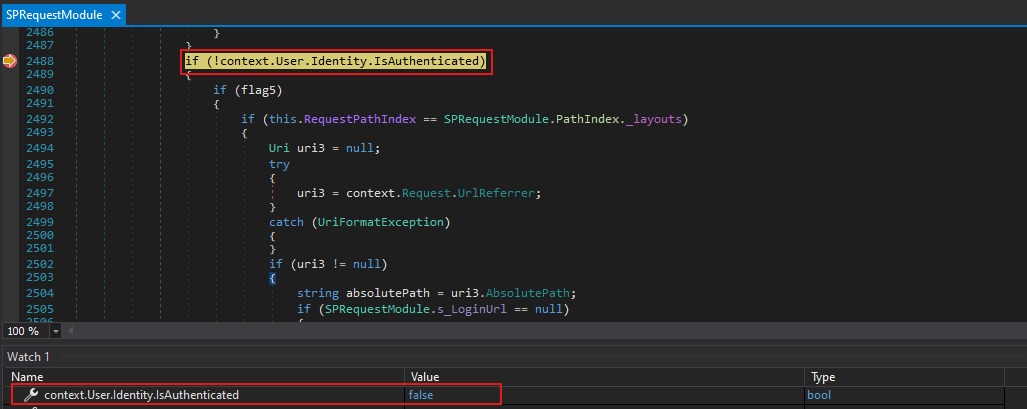 SPRequestModule ×
2486 }
2487 }
2488 if (!context.User.Identity.IsAuthenticated)
2489 {
2490 if (flag5)
2491 {
2492 if (this.RequestPathIndex == SPRequestModule.PathIndex._layouts)
2493 {
2494 Uri uri3 = null;
2495 try
2496 {
2497 uri3 = context.Request.UrlReferrer;
2498 }
2499 catch (UriFormatException)
2500 {
2501 }
2502 if (uri3 != null)
2503 {
2504 string absolutePath = uri3.AbsolutePath;
2505 if (SPRequestModule.s_LoginUrl == null)
2506 {
100 %
Watch 1
Name Value Type
context.User.Identity.IsAuthenticated false bool